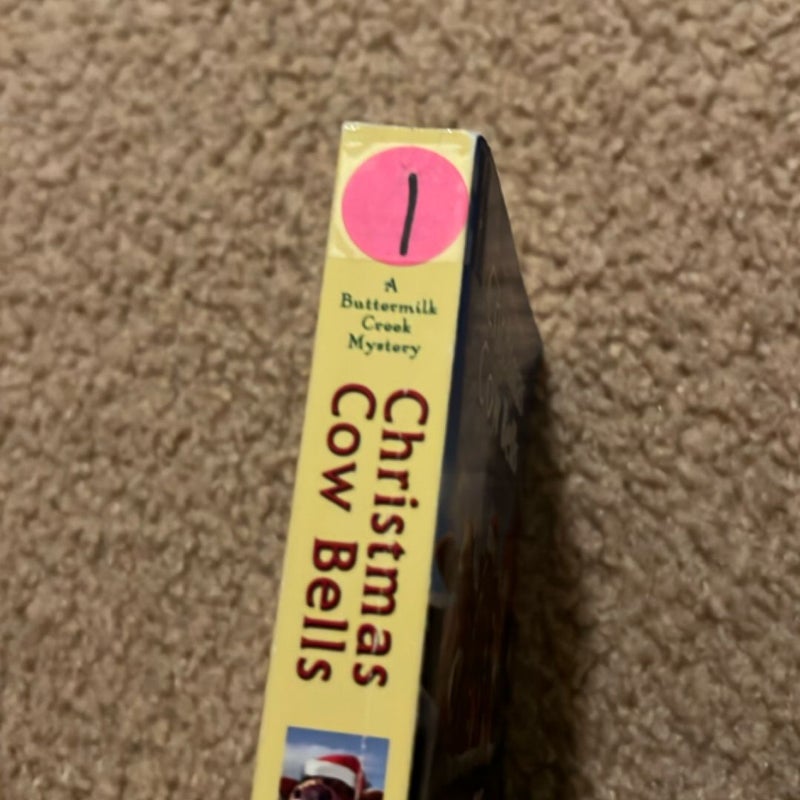 1
A
Buttermilk
Creek
Mystery
Christmas
Cow Bells